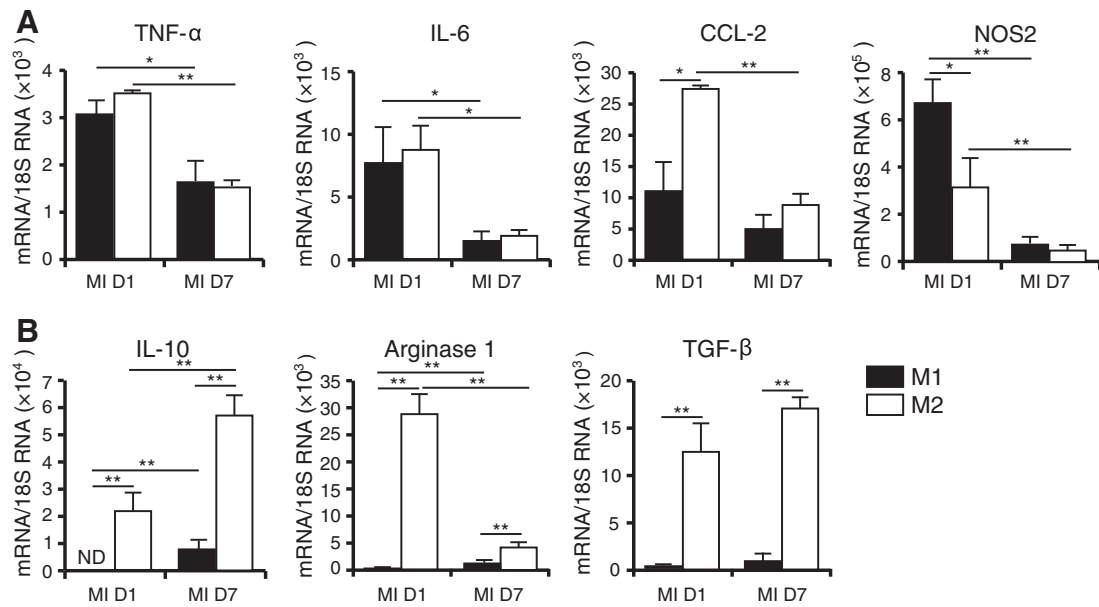 A
TNF-α
IL-6
CCL-2
NOS2
mRNA/18S RNA (×10³)
4
3
2
1
0
*
**
MI D1
MI D7
mRNA/18S RNA (×10³)
15
10
5
0
*
*
MI D1
MI D7
mRNA/18S RNA (×10³)
30
25
20
15
10
5
0
*
**
MI D1
MI D7
mRNA/18S RNA (×10⁵)
8
6
4
2
0
**
*
**
MI D1
MI D7
B
IL-10
Arginase 1
TGF-β
mRNA/18S RNA (×10⁴)
7
6
5
4
3
2
1
0
**
**
**
**
ND
MI D1
MI D7
mRNA/18S RNA (×10³)
35
30
25
20
15
10
5
0
**
**
**
**
MI D1
MI D7
mRNA/18S RNA (×10³)
20
15
10
5
0
**
**
MI D1
MI D7
M1
M2